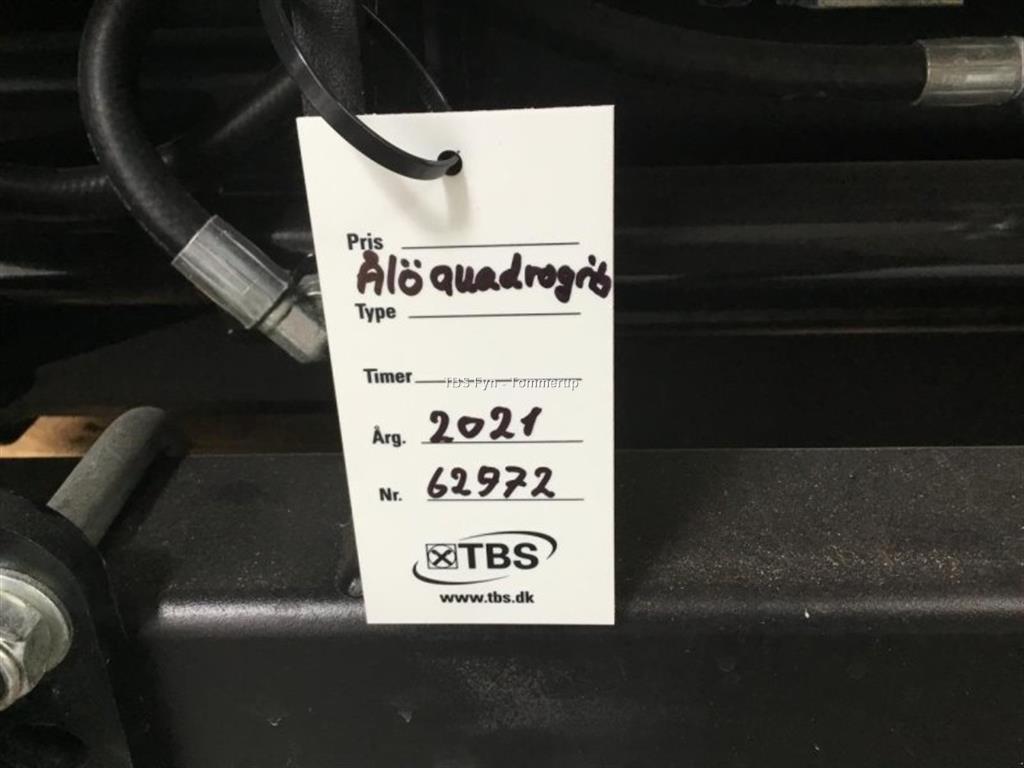 Pris
Ålö quadrogrib
Type
Timer
TBS Fyn - Tommerup
Årg. 2021
Nr. 62972
TBS
www.tbs.dk